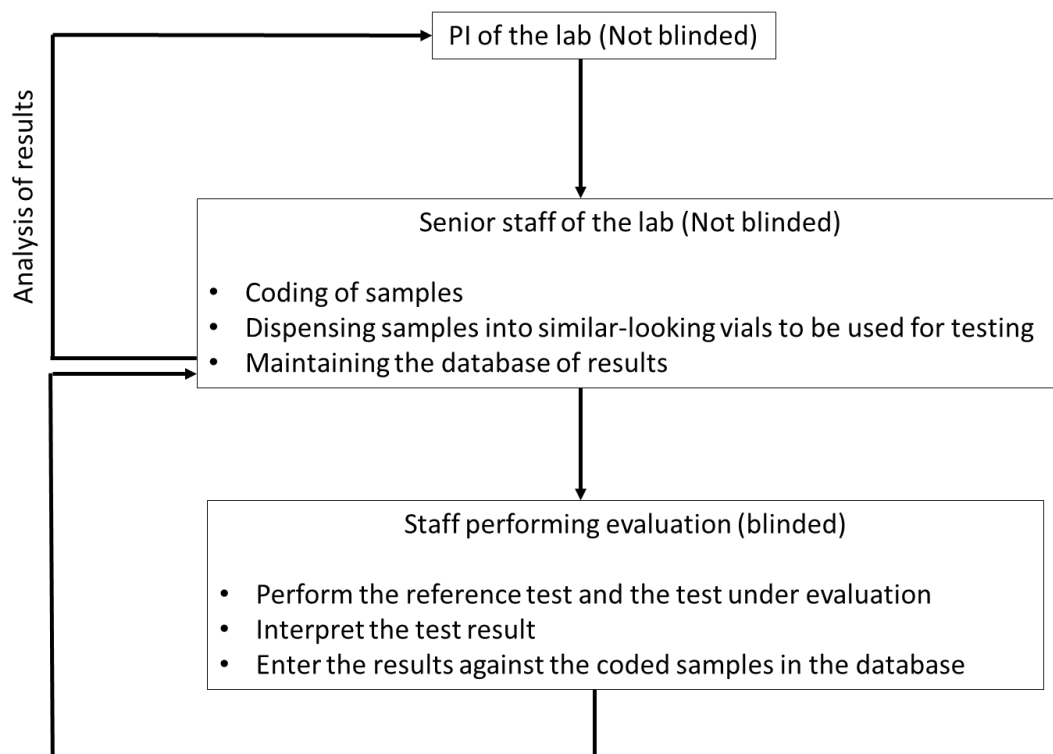 PI of the lab (Not blinded)
Analysis of results
Senior staff of the lab (Not blinded)
• Coding of samples
• Dispensing samples into similar-looking vials to be used for testing
• Maintaining the database of results
Staff performing evaluation (blinded)
• Perform the reference test and the test under evaluation
• Interpret the test result
• Enter the results against the coded samples in the database